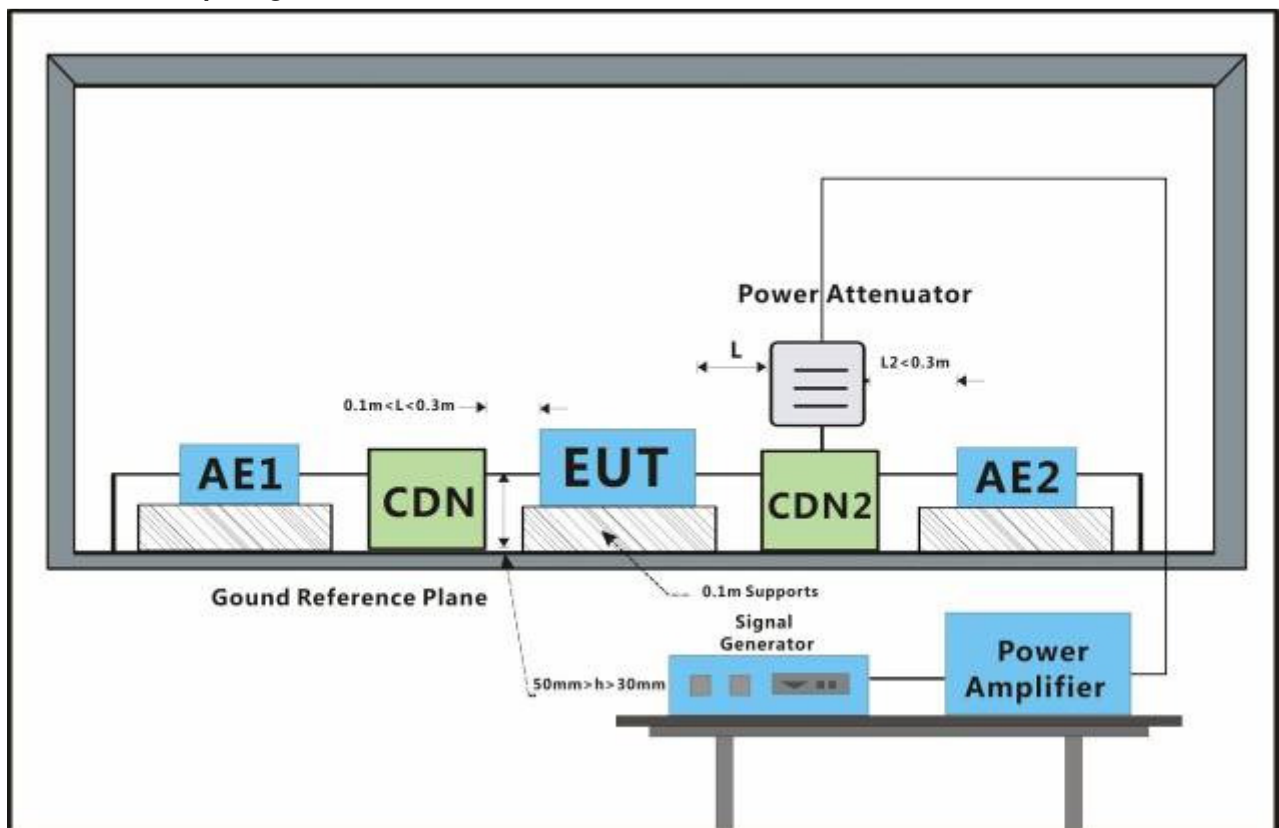 Power Attenuator
L
L2<0.3m
0.1m<L<0.3m
AE1
CDN
EUT
CDN2
AE2
Gound Reference Plane
0.1m Supports
Signal
Generator
50mm>h>30mm
Power
Amplifier